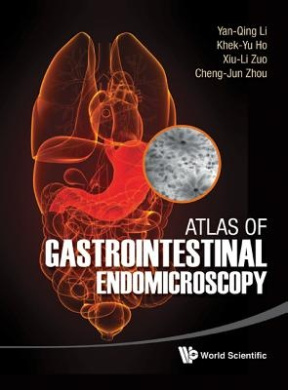 Yan-Qing Li
Khek-Yu Ho
Xiu-Li Zuo
Cheng-Jun Zhou
ATLAS OF
GASTROINTESTINAL
ENDOMICROSCOPY
World Scientific